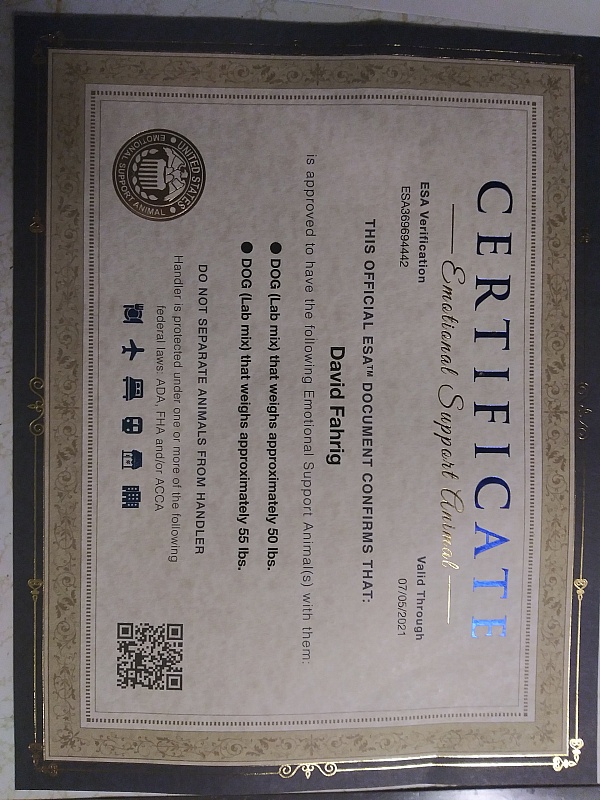 CERTIFICATE
Emotional Support Animal
ESA Verification
ESA369694442
Valid Through
07/05/2021
THIS OFFICIAL ESA™ DOCUMENT CONFIRMS THAT:
David Fahrig
is approved to have the following Emotional Support Animal(s) with them:
● DOG (Lab mix) that weighs approximately 50 lbs.
● DOG (Lab mix) that weighs approximately 55 lbs.
DO NOT SEPARATE ANIMALS FROM HANDLER
Handler is protected under one or more of the following
federal laws: ADA, FHA and/or ACCA
UNITED STATES
EMOTIONAL SUPPORT ANIMAL